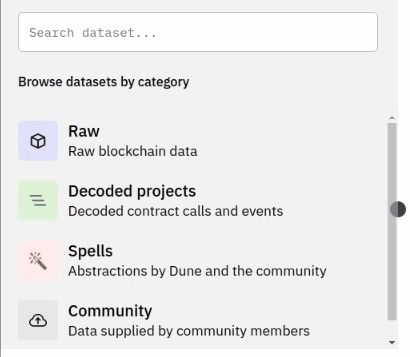 Search dataset...
Browse datasets by category
Raw
Raw blockchain data
Decoded projects
Decoded contract calls and events
Spells
Abstractions by Dune and the community
Community
Data supplied by community members